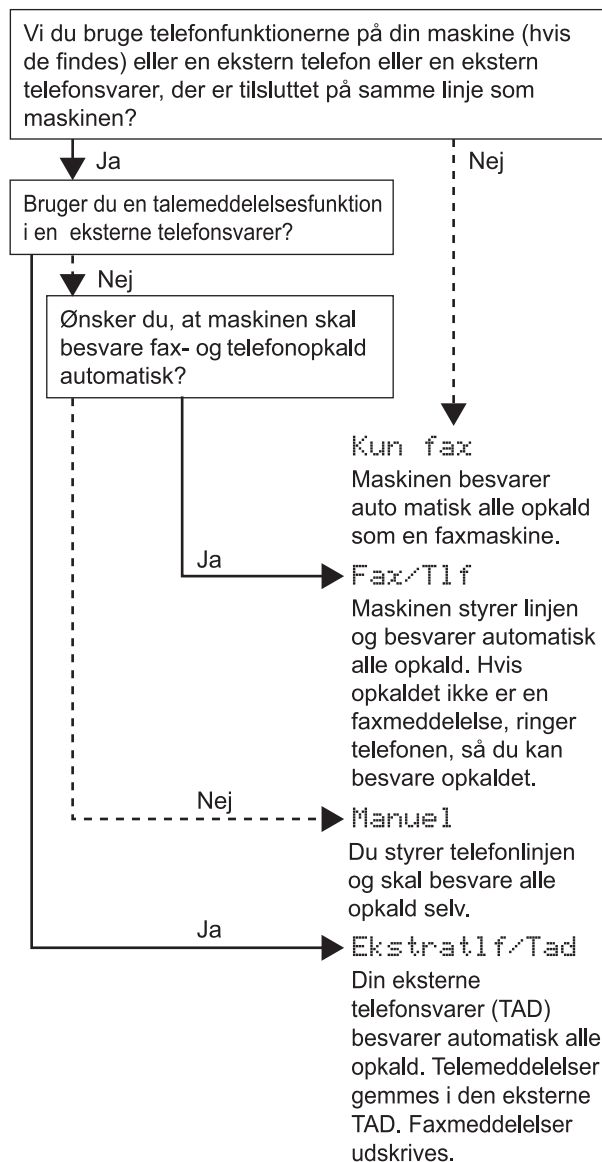 Vi du bruge telefonfunktionerne på din maskine (hvis
de findes) eller en ekstern telefon eller en ekstern
telefonsvarer, der er tilsluttet på samme linje som
maskinen?
Ja
Nej
Bruger du en talemeddelelsesfunktion
i en eksterne telefonsvarer?
Nej
Ønsker du, at maskinen skal
besvare fax- og telefonopkald
automatisk?
Kun fax
Maskinen besvarer
auto matisk alle opkald
som en faxmaskine.
Ja
Fax/Tlf
Maskinen styrer linjen
og besvarer automatisk
alle opkald. Hvis
opkaldet ikke er en
faxmeddelelse, ringer
telefonen, så du kan
besvare opkaldet.
Nej
Manuel
Du styrer telefonlinjen
og skal besvare alle
opkald selv.
Ja
Ekstratlf/Tad
Din eksterne
telefonsvarer (TAD)
besvarer automatisk alle
opkald. Telemeddelelser
gemmes i den eksterne
TAD. Faxmeddelelser
udskrives.